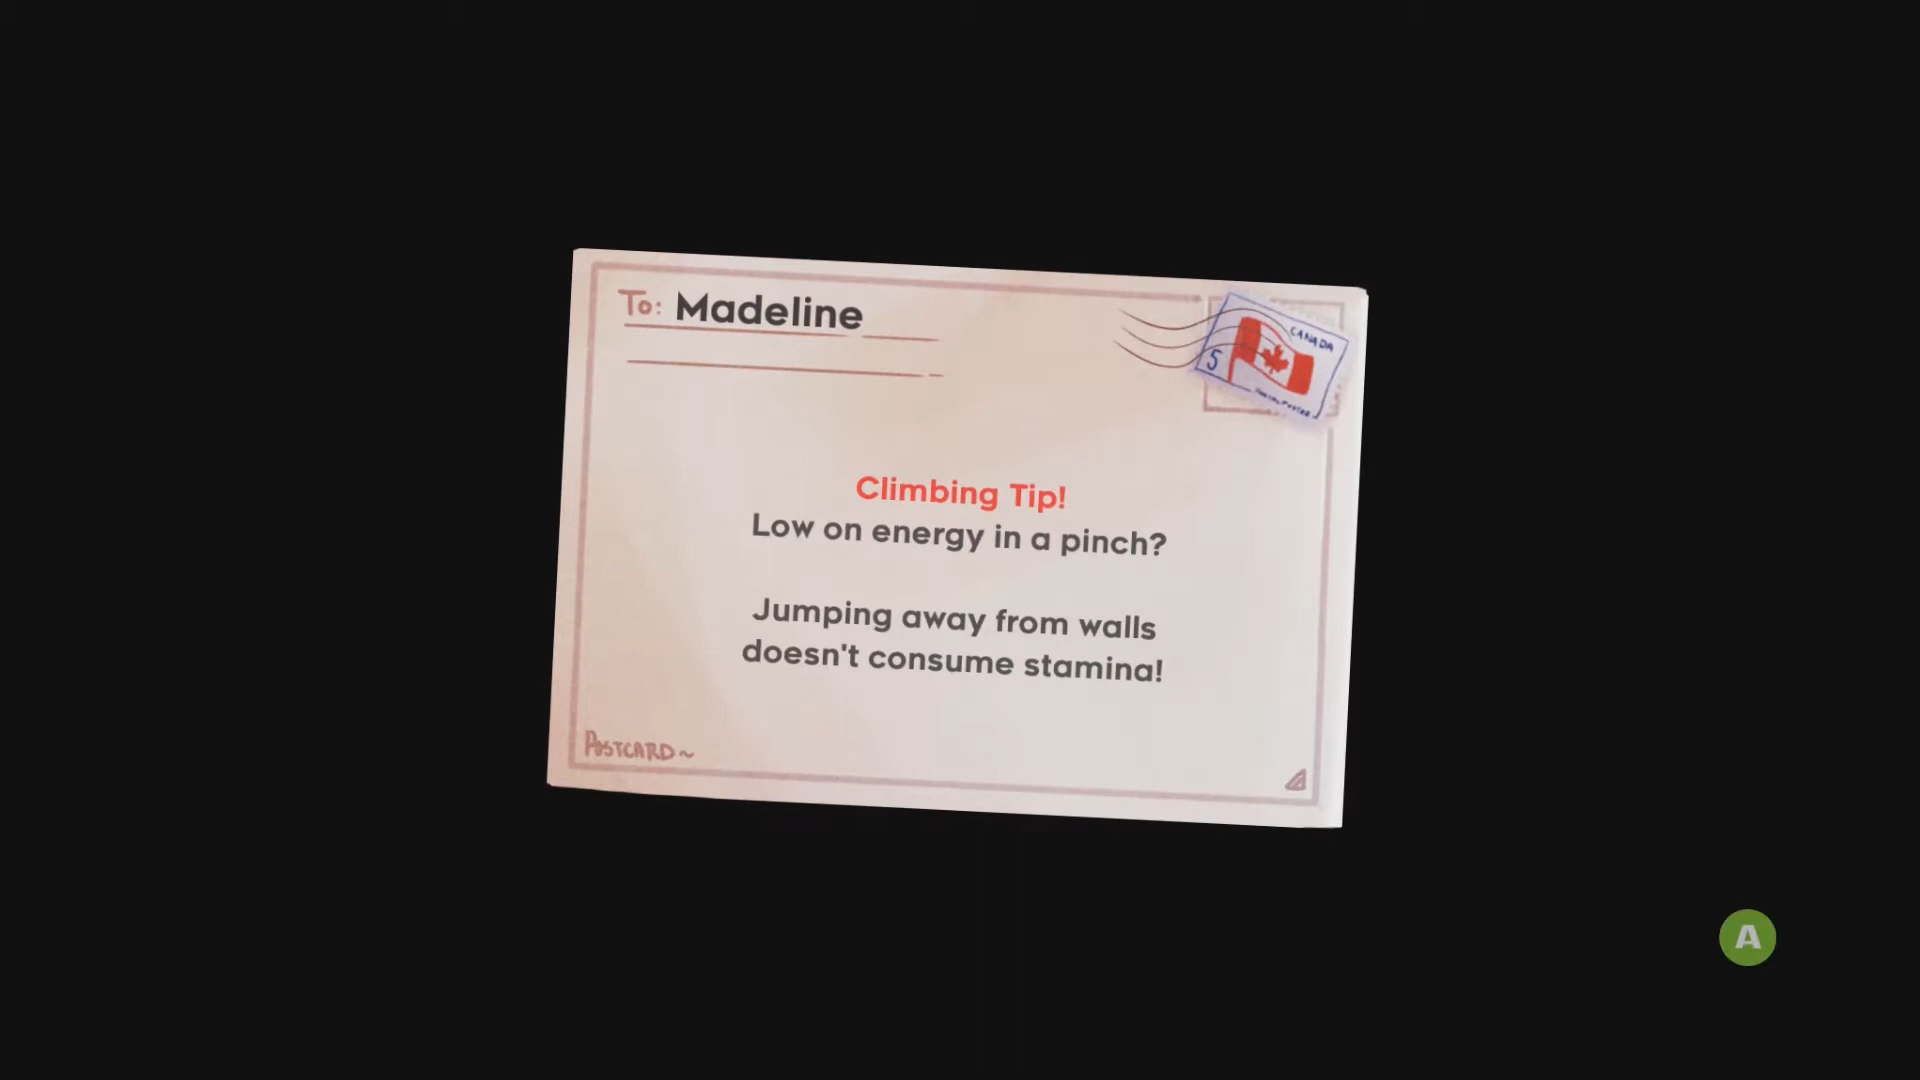 To: Madeline
CANADA
5
Climbing Tip!
Low on energy in a pinch?
Jumping away from walls
doesn't consume stamina!
POSTCARD~
A